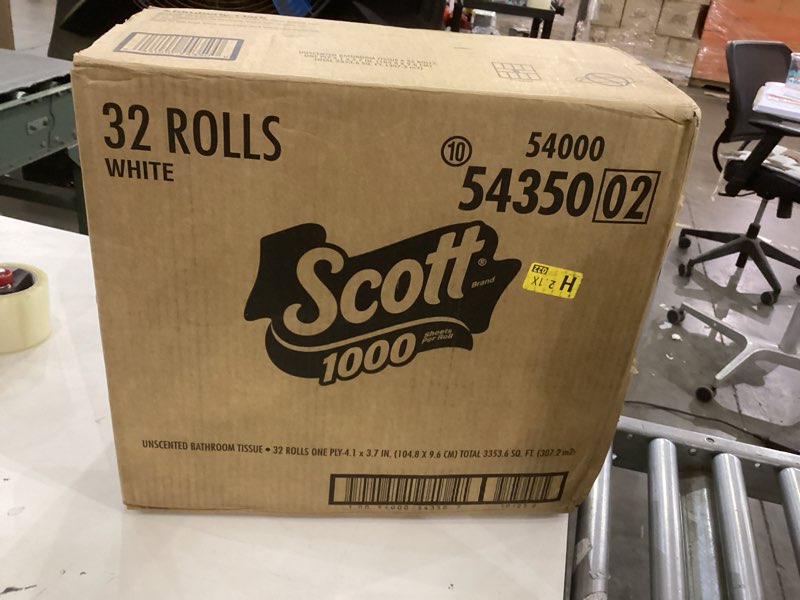 32 ROLLS
WHITE
10
54000
54350 02
Scott®
Brand
1000
Sheets
Per Roll
H
2.1X
022
UNSCENTED BATHROOM TISSUE • 32 ROLLS ONE PLY-4.1 x 3.7 IN. (104.8 X 9.6 CM) TOTAL 3353.6 SQ. FT. (307.2 m2)